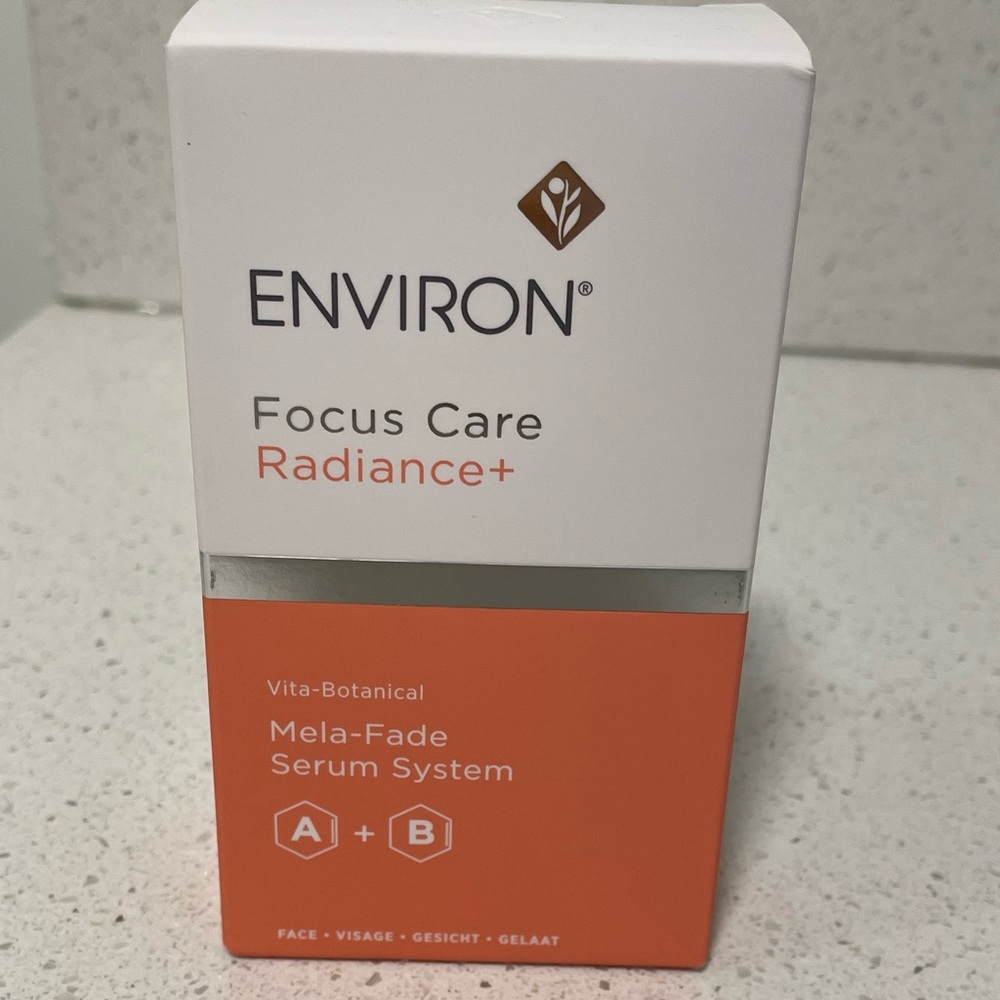 ENVIRON®
Focus Care
Radiance+
Vita-Botanical
Mela-Fade
Serum System
A + B
FACE • VISAGE • GESICHT • GELAAT